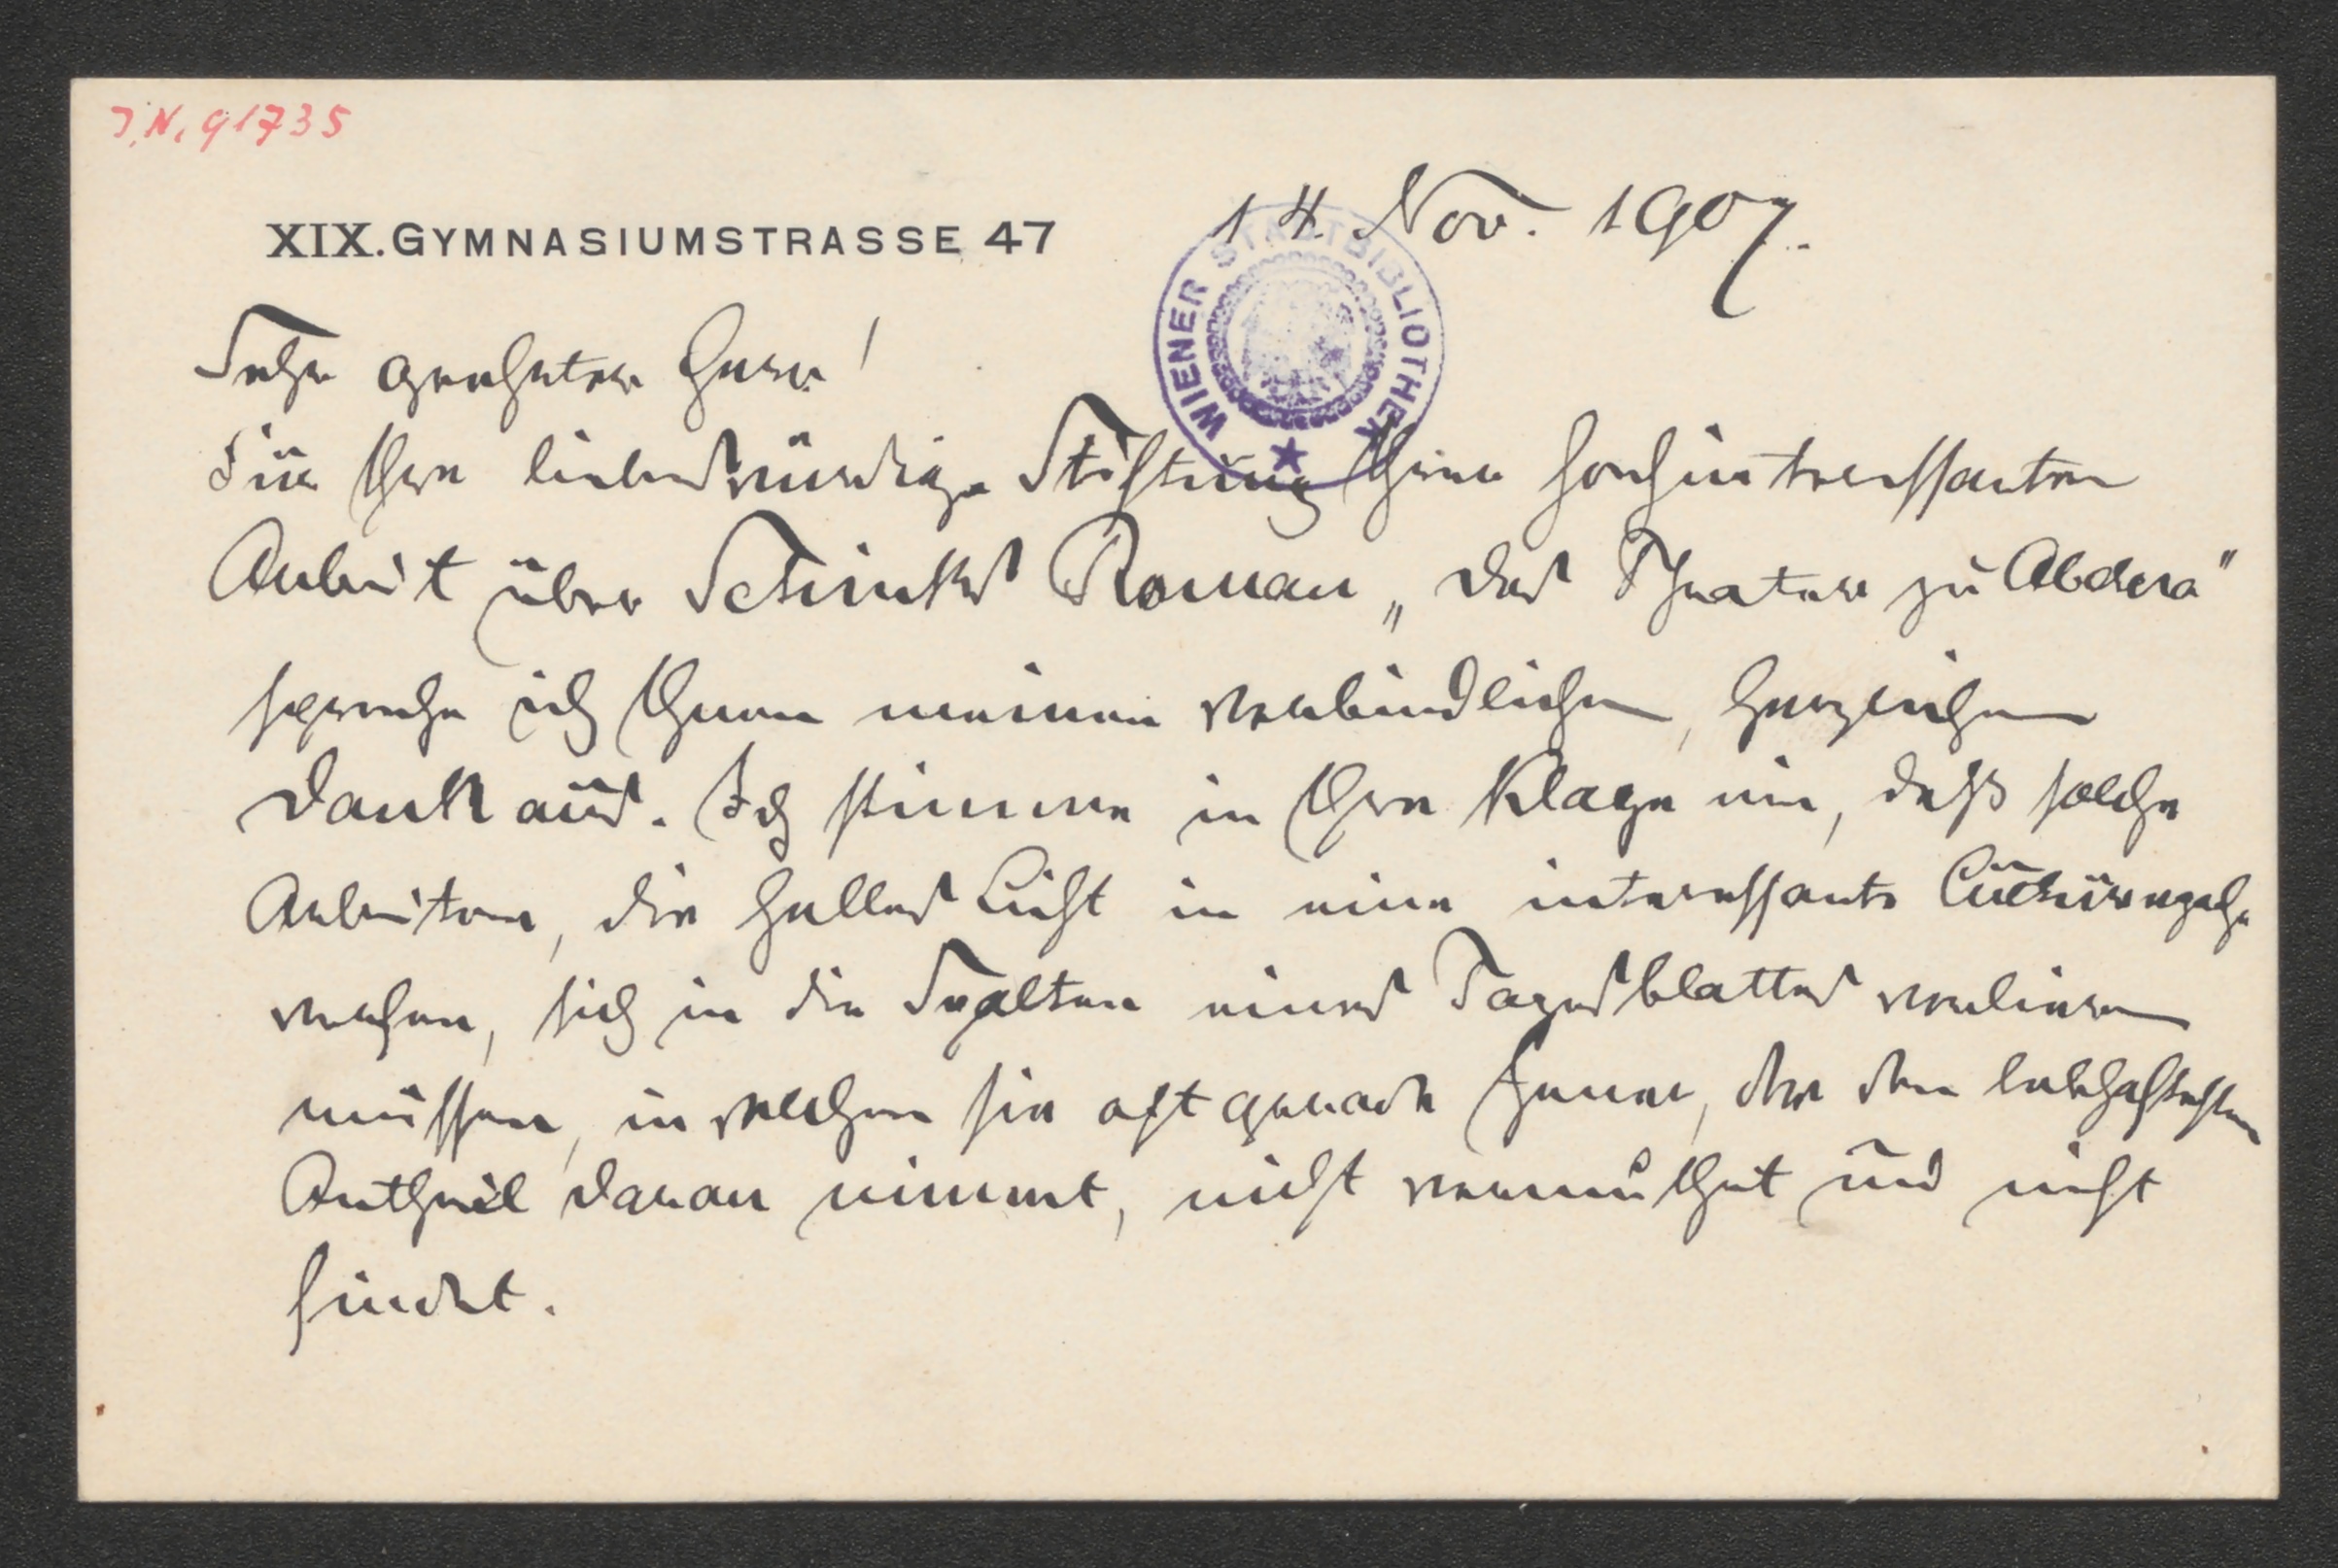 J.N. 91735
XIX. GYMNASIUMSTRASSE 47
14. Nov. 1907.
WIENER STADTBIBLIOTHEK
Sehr geehrter Herr!
Für Ihre liebenswürdige Stiftung Ihrer hochinteressanten
Arbeit über Schinks Roman „das Theater zu Abdera"
spreche ich Ihnen meinen verbindlichen, herzlichen
Dank aus. Ich stimme in Ihre Klage ein, daß solche
Arbeiten, die helles Licht in eine interessante
werfen, sich in die Spalten eines Tagesblattes verlieren
müssen, in welchen sie oft gerade Jener, der den lebhaftesten
Antheil daran nimmt, nicht vermuthet und nicht
findet.